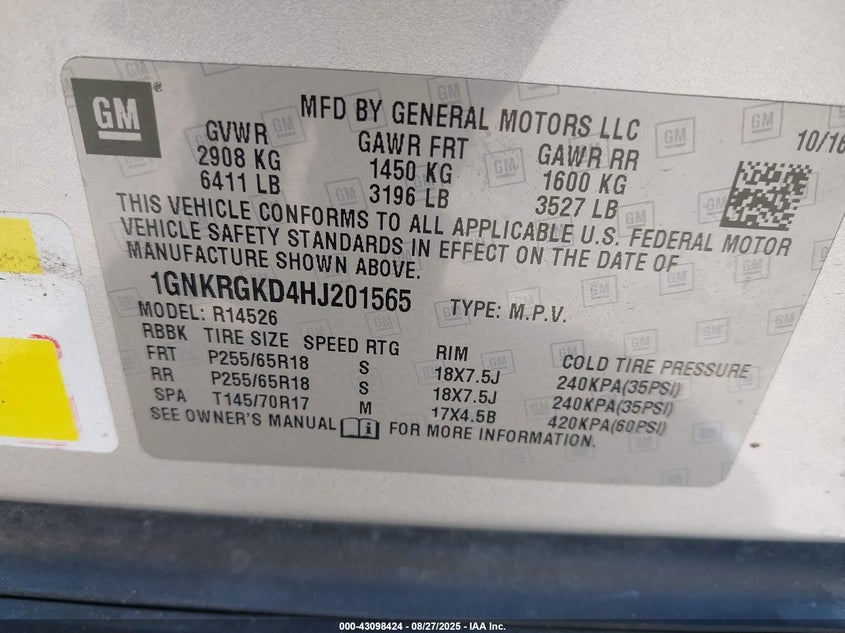 GM
MFD BY GENERAL MOTORS LLC
10/16
GVWR GAWR FRT GAWR RR
2908 KG 1450 KG 1600 KG
6411 LB 3196 LB 3527 LB
THIS VEHICLE CONFORMS TO ALL APPLICABLE U.S. FEDERAL MOTOR
VEHICLE SAFETY STANDARDS IN EFFECT ON THE DATE OF
MANUFACTURE SHOWN ABOVE.
1GNKRGKD4HJ201565 TYPE: M.P.V.
MODEL: R14526
RBBK TIRE SIZE SPEED RTG RIM COLD TIRE PRESSURE
FRT P255/65R18 S 18X7.5J 240KPA(35PSI)
RR P255/65R18 S 18X7.5J 240KPA(35PSI)
SPA T145/70R17 M 17X4.5B 420KPA(60PSI)
SEE OWNER'S MANUAL FOR MORE INFORMATION.
000-43098424 - 08/27/2025 - IAA Inc.